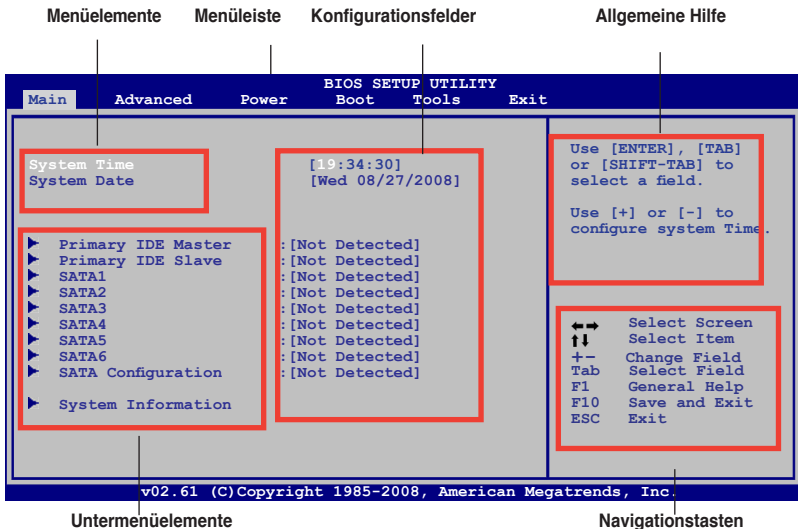 Menüelemente Menüleiste Konfigurationsfelder Allgemeine Hilfe
BIOS SETUP UTILITY
Main Advanced Power Boot Tools Exit
System Time [19:34:30]
System Date [Wed 08/27/2008]
Primary IDE Master :[Not Detected]
Primary IDE Slave :[Not Detected]
SATA1 :[Not Detected]
SATA2 :[Not Detected]
SATA3 :[Not Detected]
SATA4 :[Not Detected]
SATA5 :[Not Detected]
SATA6 :[Not Detected]
SATA Configuration :[Not Detected]
System Information
Use [ENTER], [TAB]
or [SHIFT-TAB] to
select a field.
Use [+] or [-] to
configure system Time.
←→ Select Screen
↑↓ Select Item
+- Change Field
Tab Select Field
F1 General Help
F10 Save and Exit
ESC Exit
v02.61 (C)Copyright 1985-2008, American Megatrends, Inc.
Untermenüelemente Navigationstasten